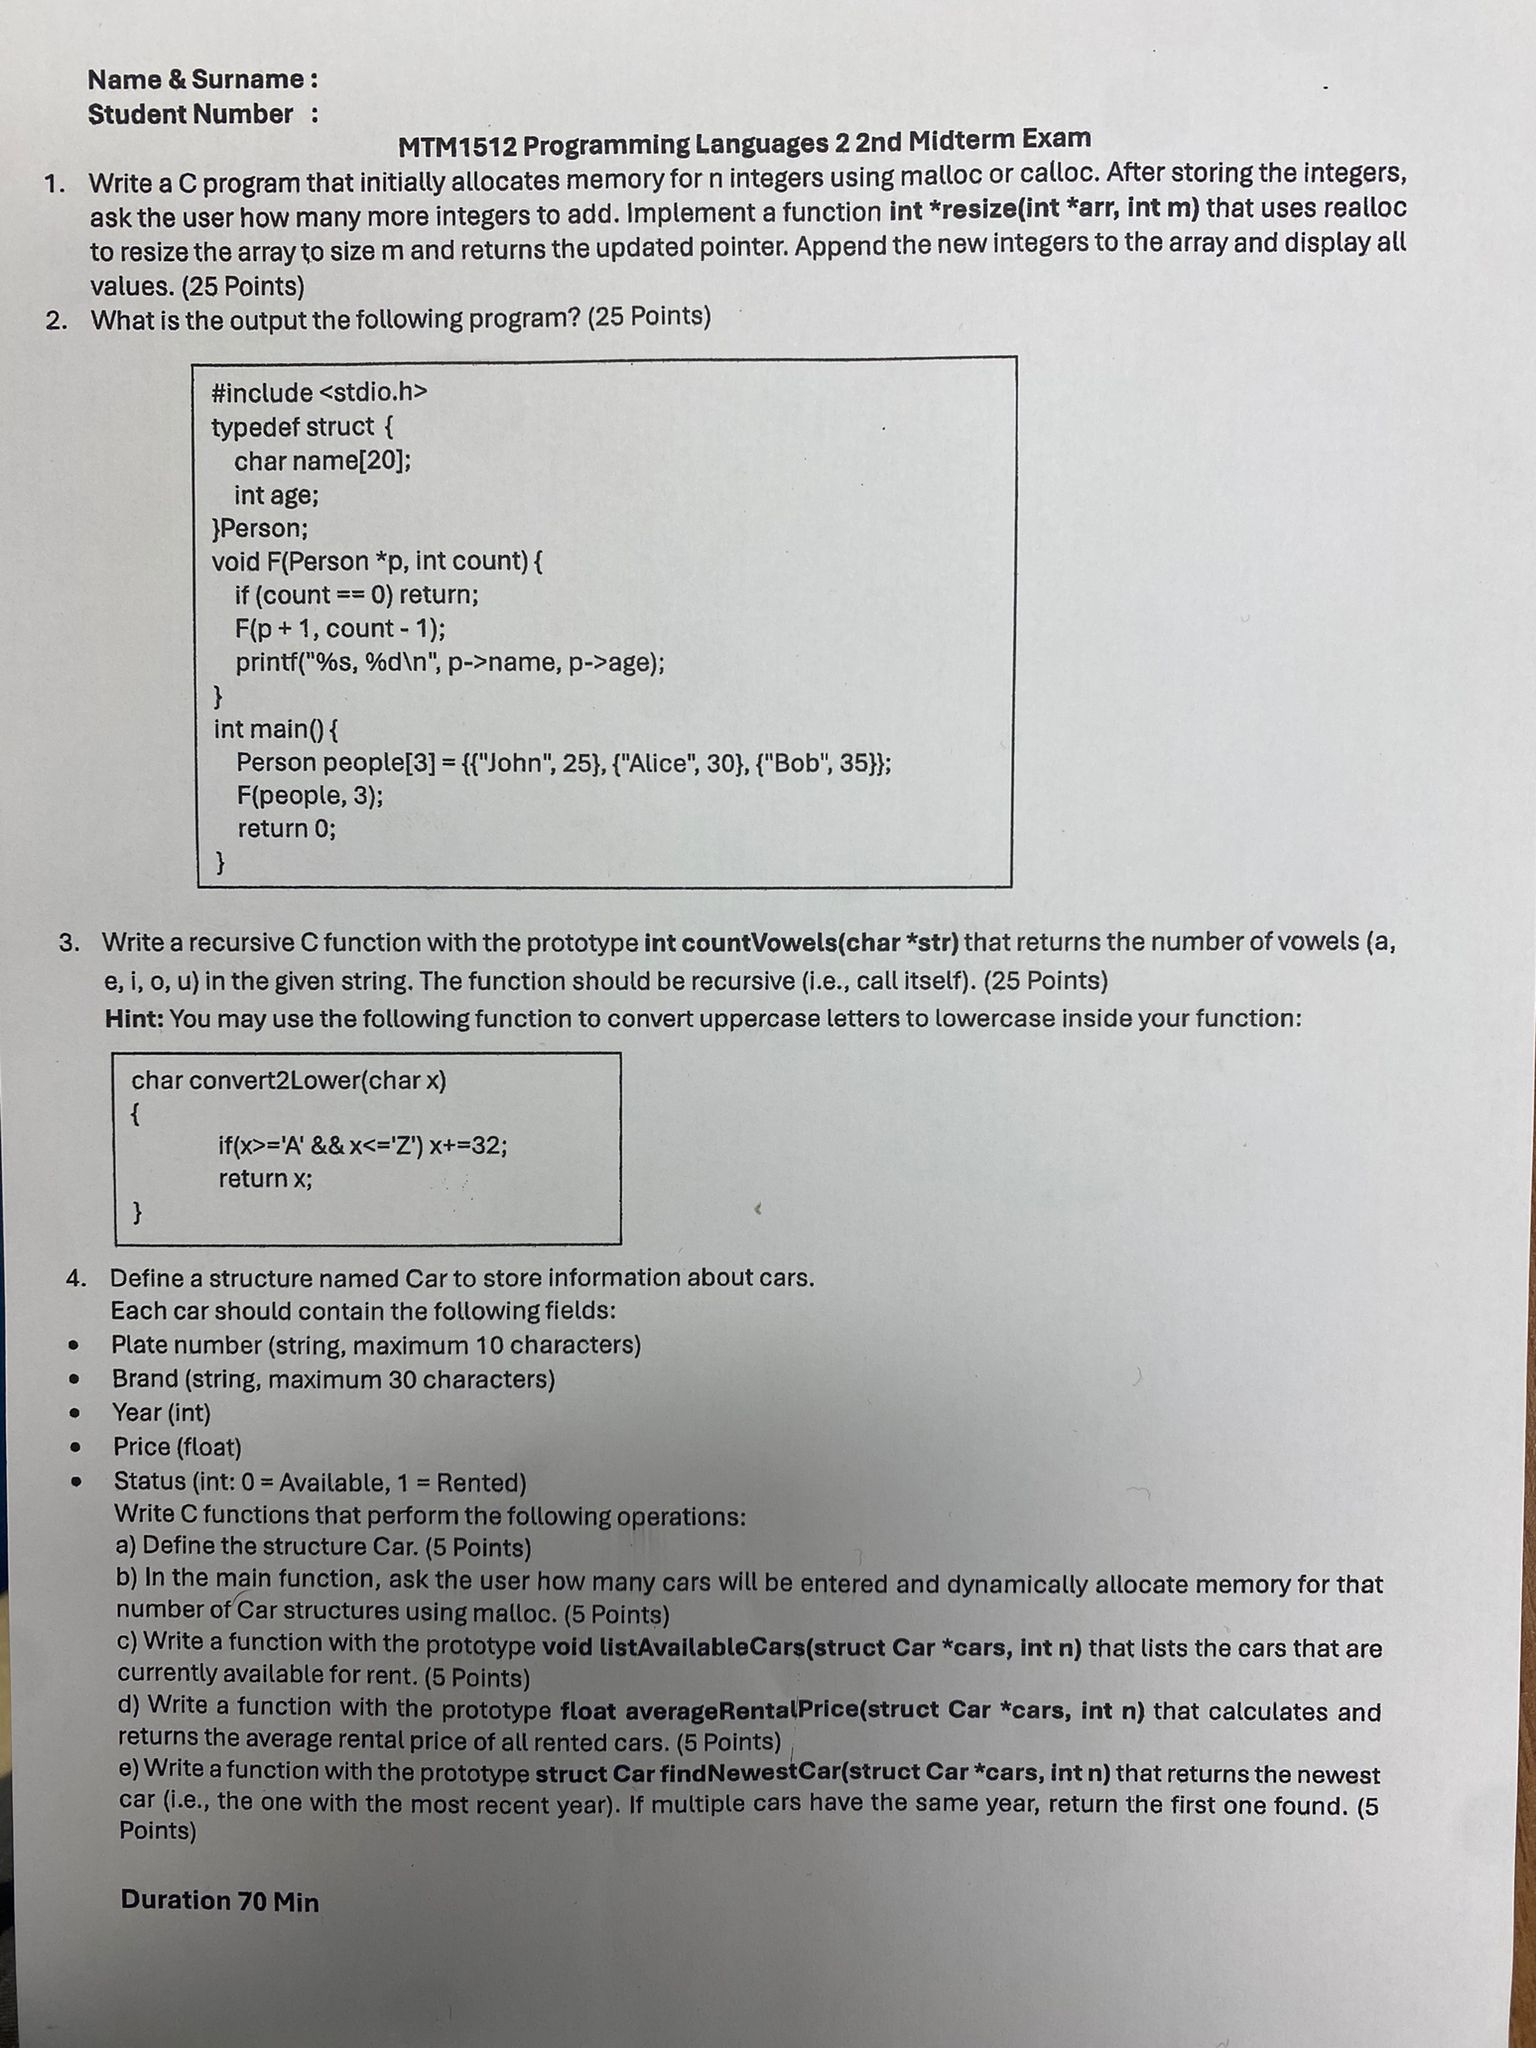 Name & Surname :
Student Number :
MTM1512 Programming Languages 2 2nd Midterm Exam
1. Write a C program that initially allocates memory for n integers using malloc or calloc. After storing the integers,
ask the user how many more integers to add. Implement a function int *resize(int *arr, int m) that uses realloc
to resize the array to size m and returns the updated pointer. Append the new integers to the array and display all
values. (25 Points)
2. What is the output the following program? (25 Points)
#include <stdio.h>
typedef struct {
char name[20];
int age;
}Person;
void F(Person *p, int count) {
if (count == 0) return;
F(p + 1, count - 1);
printf("%s, %d\n", p->name, p->age);
}
int main() {
Person people[3] = {{"John", 25}, {"Alice", 30}, {"Bob", 35}};
F(people, 3);
return 0;
}
3. Write a recursive C function with the prototype int countVowels(char *str) that returns the number of vowels (a,
e, i, o, u) in the given string. The function should be recursive (i.e., call itself). (25 Points)
Hint: You may use the following function to convert uppercase letters to lowercase inside your function:
char convert2Lower(char x)
{
if(x>='A' && x<='Z') x+=32;
return x;
}
4. Define a structure named Car to store information about cars.
Each car should contain the following fields:
• Plate number (string, maximum 10 characters)
• Brand (string, maximum 30 characters)
• Year (int)
• Price (float)
• Status (int: 0 = Available, 1 = Rented)
Write C functions that perform the following operations:
a) Define the structure Car. (5 Points)
b) In the main function, ask the user how many cars will be entered and dynamically allocate memory for that
number of Car structures using malloc. (5 Points)
c) Write a function with the prototype void listAvailableCars(struct Car *cars, int n) that lists the cars that are
currently available for rent. (5 Points)
d) Write a function with the prototype float averageRentalPrice(struct Car *cars, int n) that calculates and
returns the average rental price of all rented cars. (5 Points)
e) Write a function with the prototype struct Car findNewestCar(struct Car *cars, int n) that returns the newest
car (i.e., the one with the most recent year). If multiple cars have the same year, return the first one found. (5
Points)
Duration 70 Min